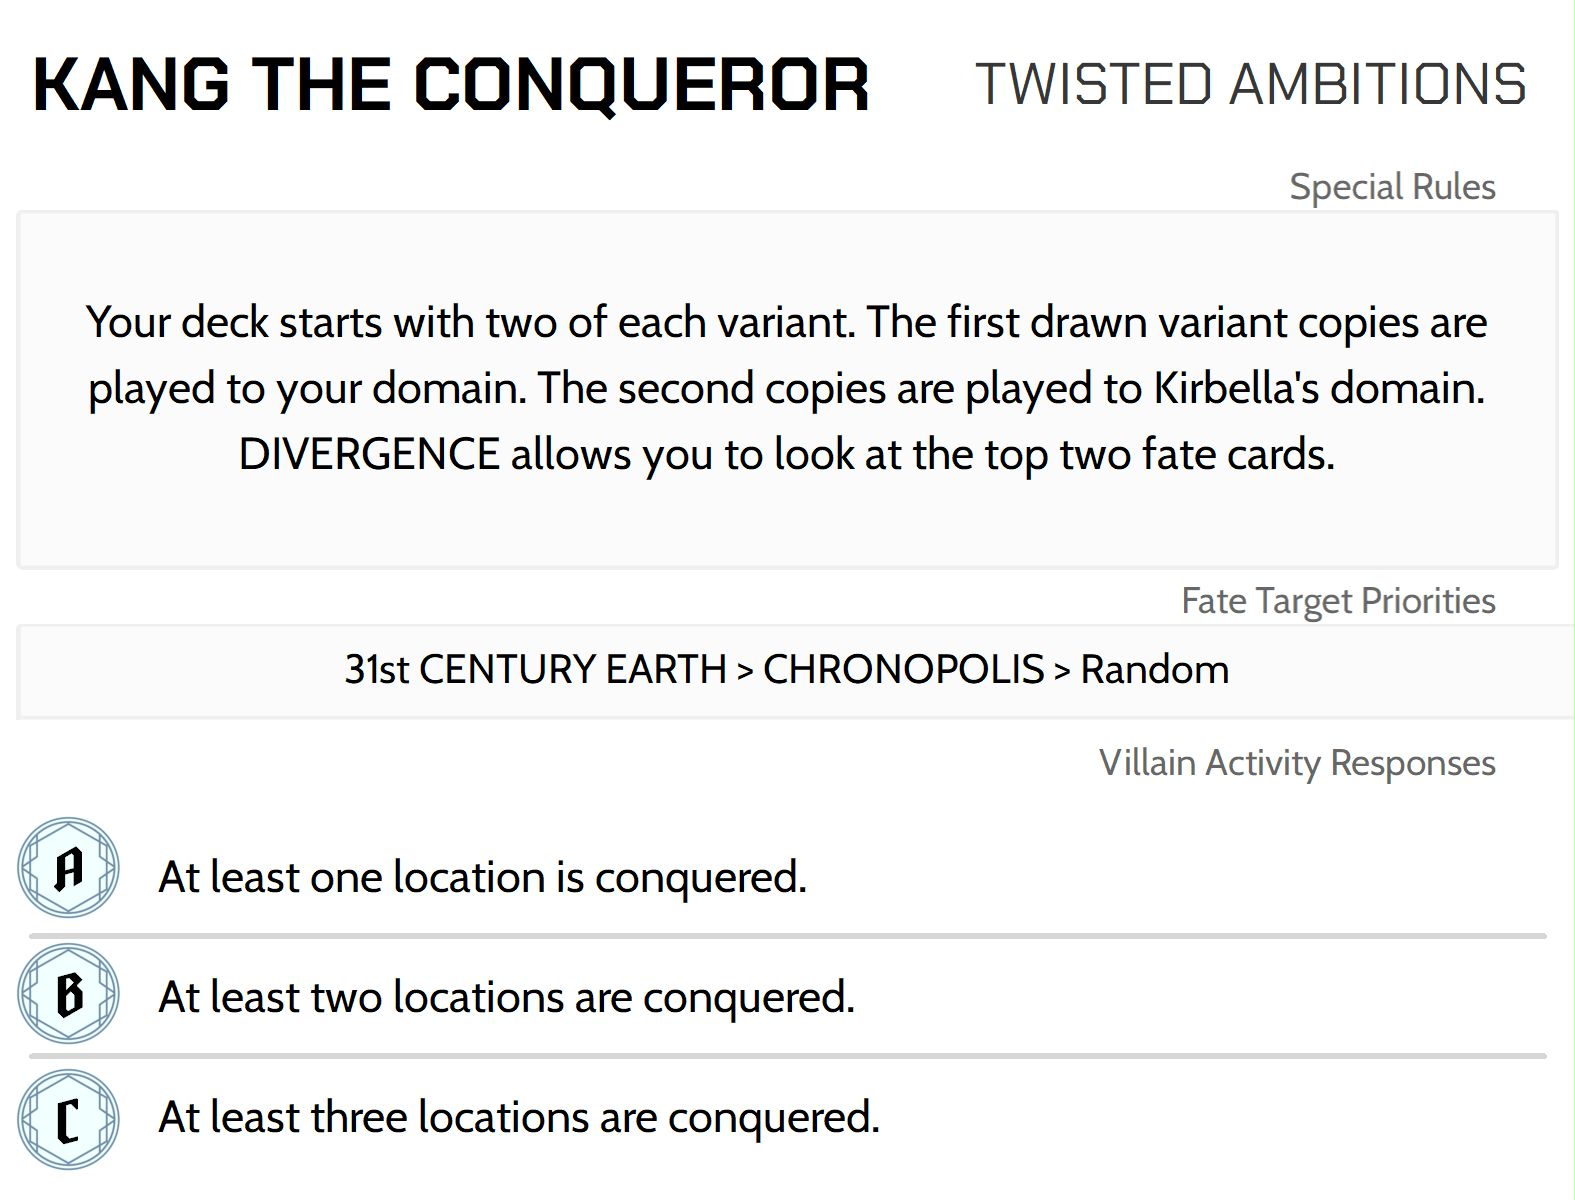 KANG THE CONQUEROR
TWISTED AMBITIONS
Special Rules
Your deck starts with two of each variant. The first drawn variant copies are
played to your domain. The second copies are played to Kirbella's domain.
DIVERGENCE allows you to look at the top two fate cards.
Fate Target Priorities
31st CENTURY EARTH > CHRONOPOLIS > Random
Villain Activity Responses
A At least one location is conquered.
B At least two locations are conquered.
C At least three locations are conquered.